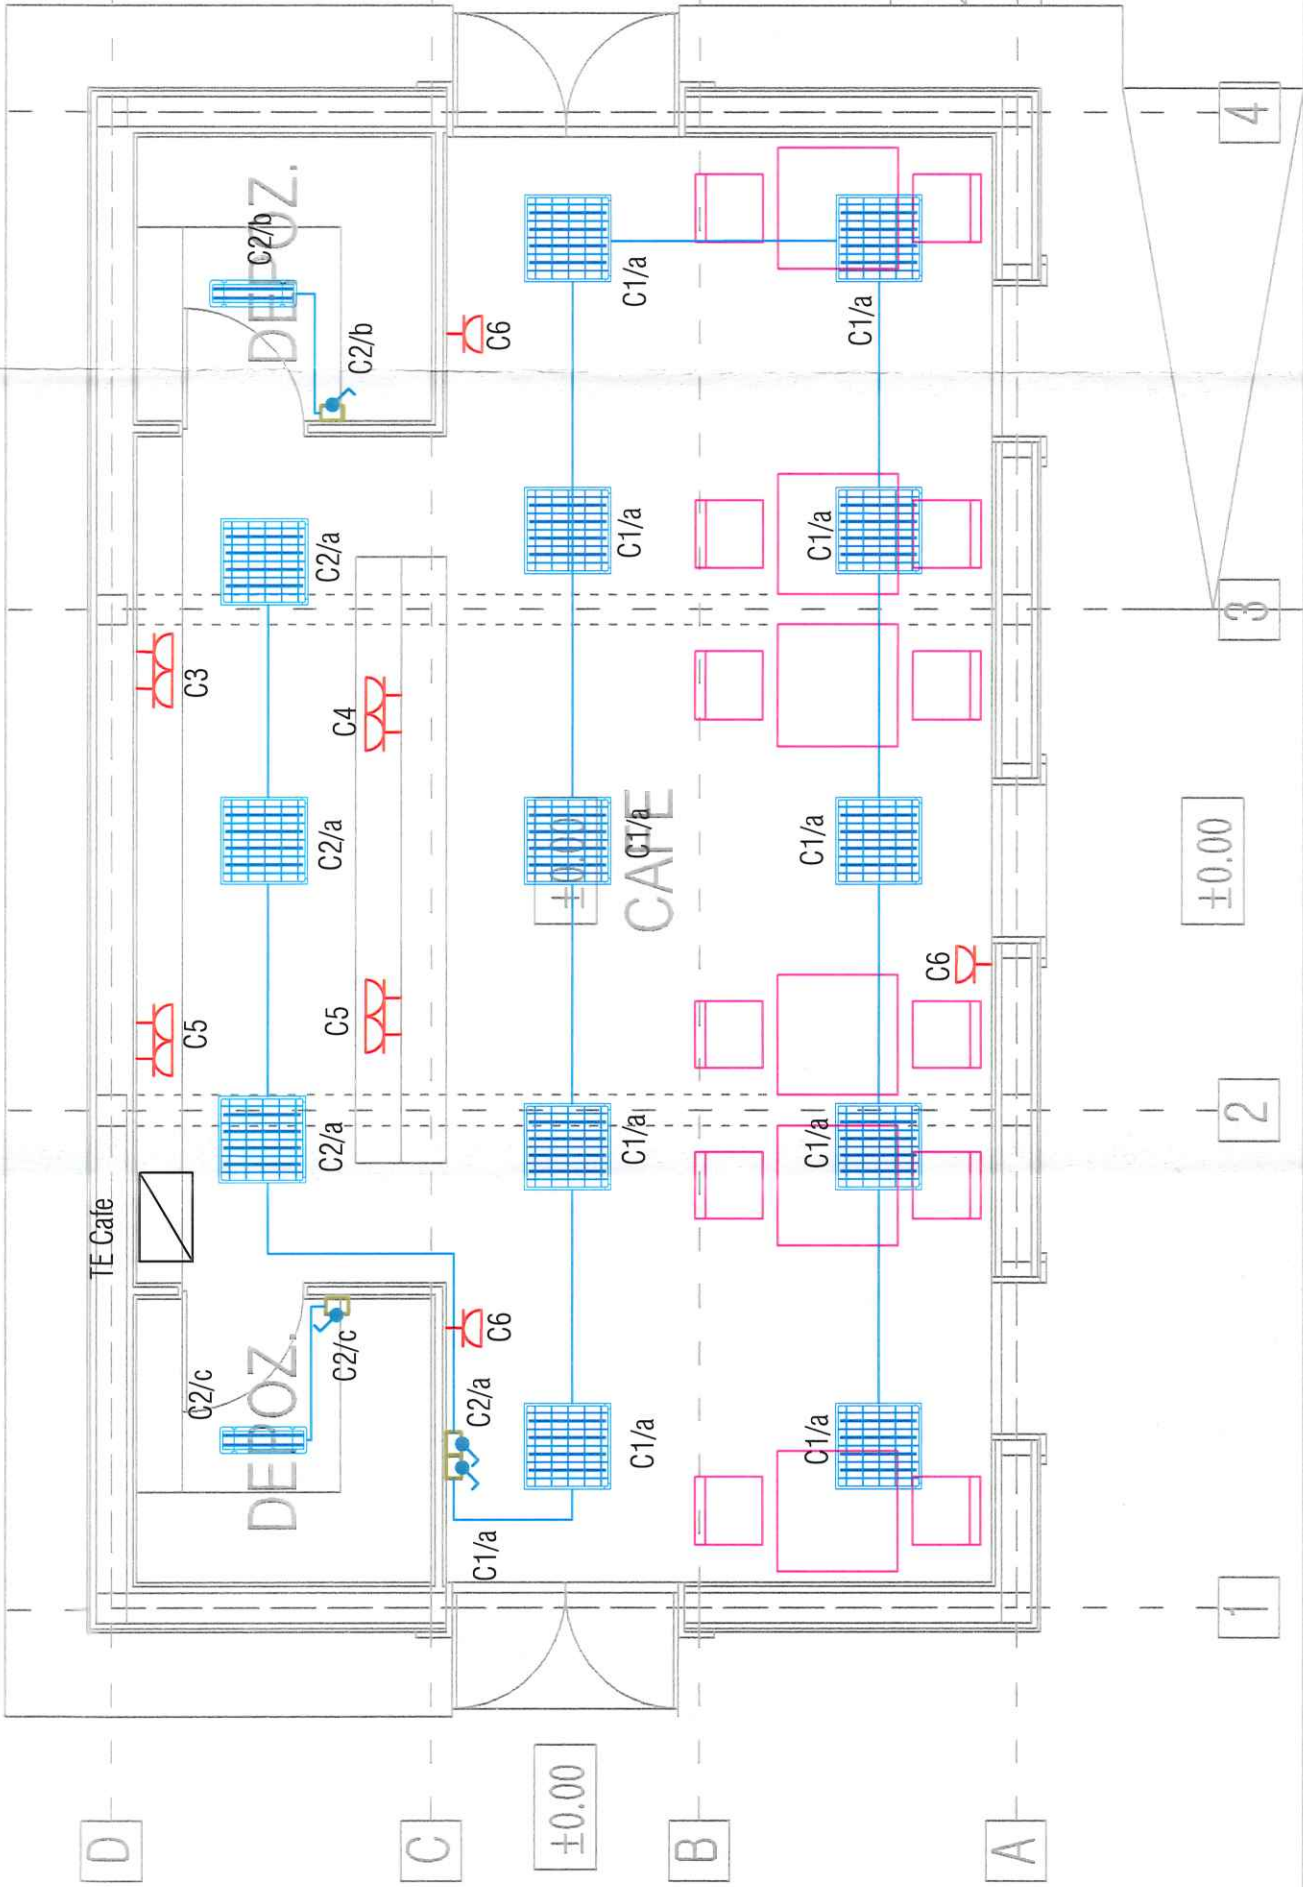 D
TE Cafe
C2/c
C5
C3
DEPOZ.
C2/b
DEPOZ.
C2/c
C2/a
C5
C2/a
C4
C2/a
C2/b
C
C1/a
C2/a
C6
C6
±0.00
±0.00
C1/a
C1/a
C1/a
C1/a
C1/a
CAFE
B
C1/a
C1/a
C1/a
C1/a
C1/a
C6
A
±0.00
1
2
3
4